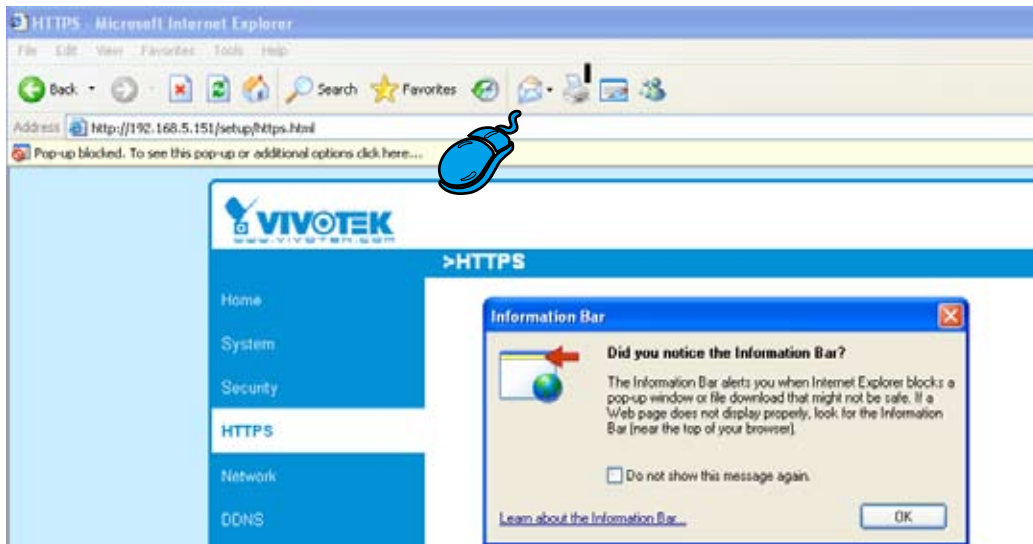 HTTPS - Microsoft Internet Explorer
File Edit View Favorites Tools Help
Back Search Favorites
Address http://192.168.5.151/setup/https.html
Pop-up blocked. To see this pop-up or additional options click here...
VIVOTEK
www.vivotek.com
>HTTPS
Home
System
Security
HTTPS
Network
DDNS
Information Bar
Did you notice the Information Bar?
The Information Bar alerts you when Internet Explorer blocks a
pop-up window or file download that might not be safe. If a
Web page does not display properly, look for the Information
Bar (near the top of your browser).
Do not show this message again.
Learn about the Information Bar...
OK